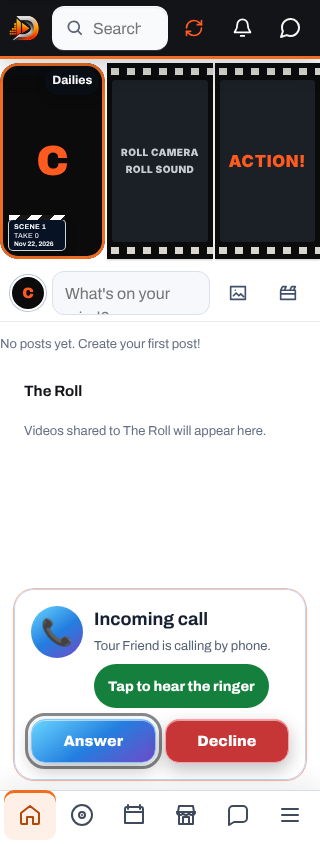 Search
Dailies
C
SCENE 1
TAKE 0
Nov 22, 2026
ROLL CAMERA
ROLL SOUND
ACTION!
C
What's on your
No posts yet. Create your first post!
The Roll
Videos shared to The Roll will appear here.
Incoming call
Tour Friend is calling by phone.
Tap to hear the ringer
Answer
Decline